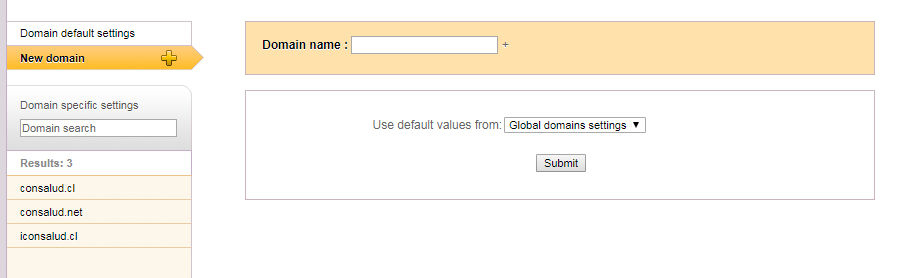 Domain default settings
New domain
Domain specific settings
Domain search
Results: 3
consalud.cl
consalud.net
iconsalud.cl
Domain name : +
Use default values from: Global domains settings ▼
Submit